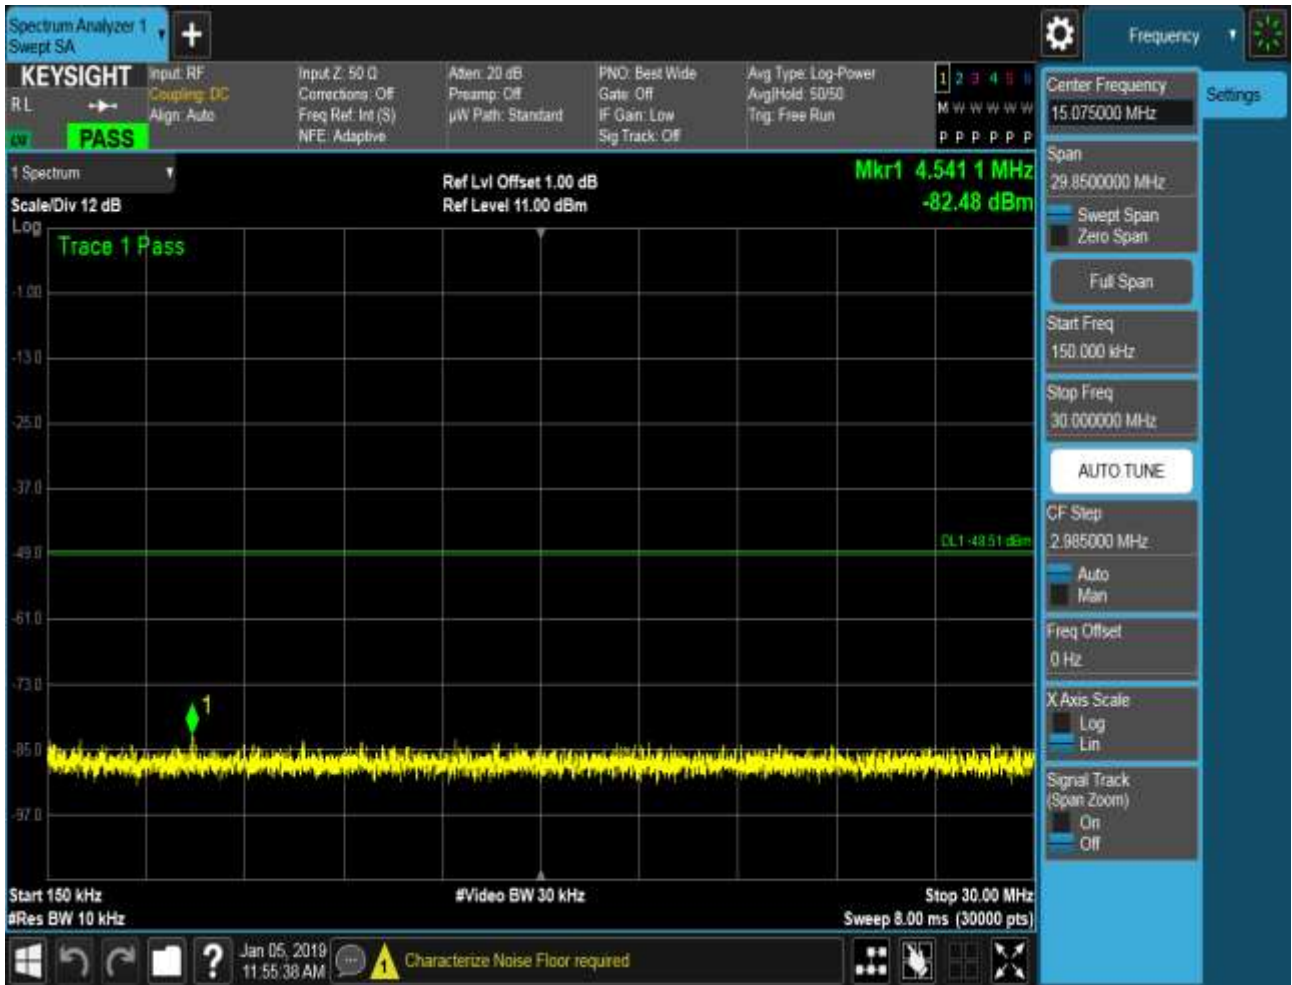 Spectrum Analyzer 1
Swept SA
+
Frequency
KEYSIGHT
RL
PASS
Input: RF
Coupling: DC
Align: Auto
Input Z: 50 Ω
Corrections: Off
Freq Ref: Int (S)
NFE: Adaptive
Atten: 20 dB
Preamp: Off
µW Path: Standard
PNO: Best Wide
Gate: Off
IF Gain: Low
Sig Track: Off
Avg Type: Log-Power
Avg|Hold: 50/50
Trig: Free Run
1 2 3 4 5 6
M W W W W W
P P P P P P
1 Spectrum
Scale/Div 12 dB
Log
Ref Lvl Offset 1.00 dB
Ref Level 11.00 dBm
Mkr1 4.541 1 MHz
-82.48 dBm
Trace 1 Pass
-1.00
-13.0
-25.0
-37.0
-49.0
DL1 -48.51 dBm
-61.0
-73.0
1
-85.0
-97.0
Start 150 kHz
#Res BW 10 kHz
#Video BW 30 kHz
Stop 30.00 MHz
Sweep 8.00 ms (30000 pts)
Center Frequency
15.075000 MHz
Settings
Span
29.8500000 MHz
Swept Span
Zero Span
Full Span
Start Freq
150.000 kHz
Stop Freq
30.000000 MHz
AUTO TUNE
CF Step
2.985000 MHz
Auto
Man
Freq Offset
0 Hz
X Axis Scale
Log
Lin
Signal Track
(Span Zoom)
On
Off
?
Jan 05, 2019
11:55:38 AM
1
Characterize Noise Floor required